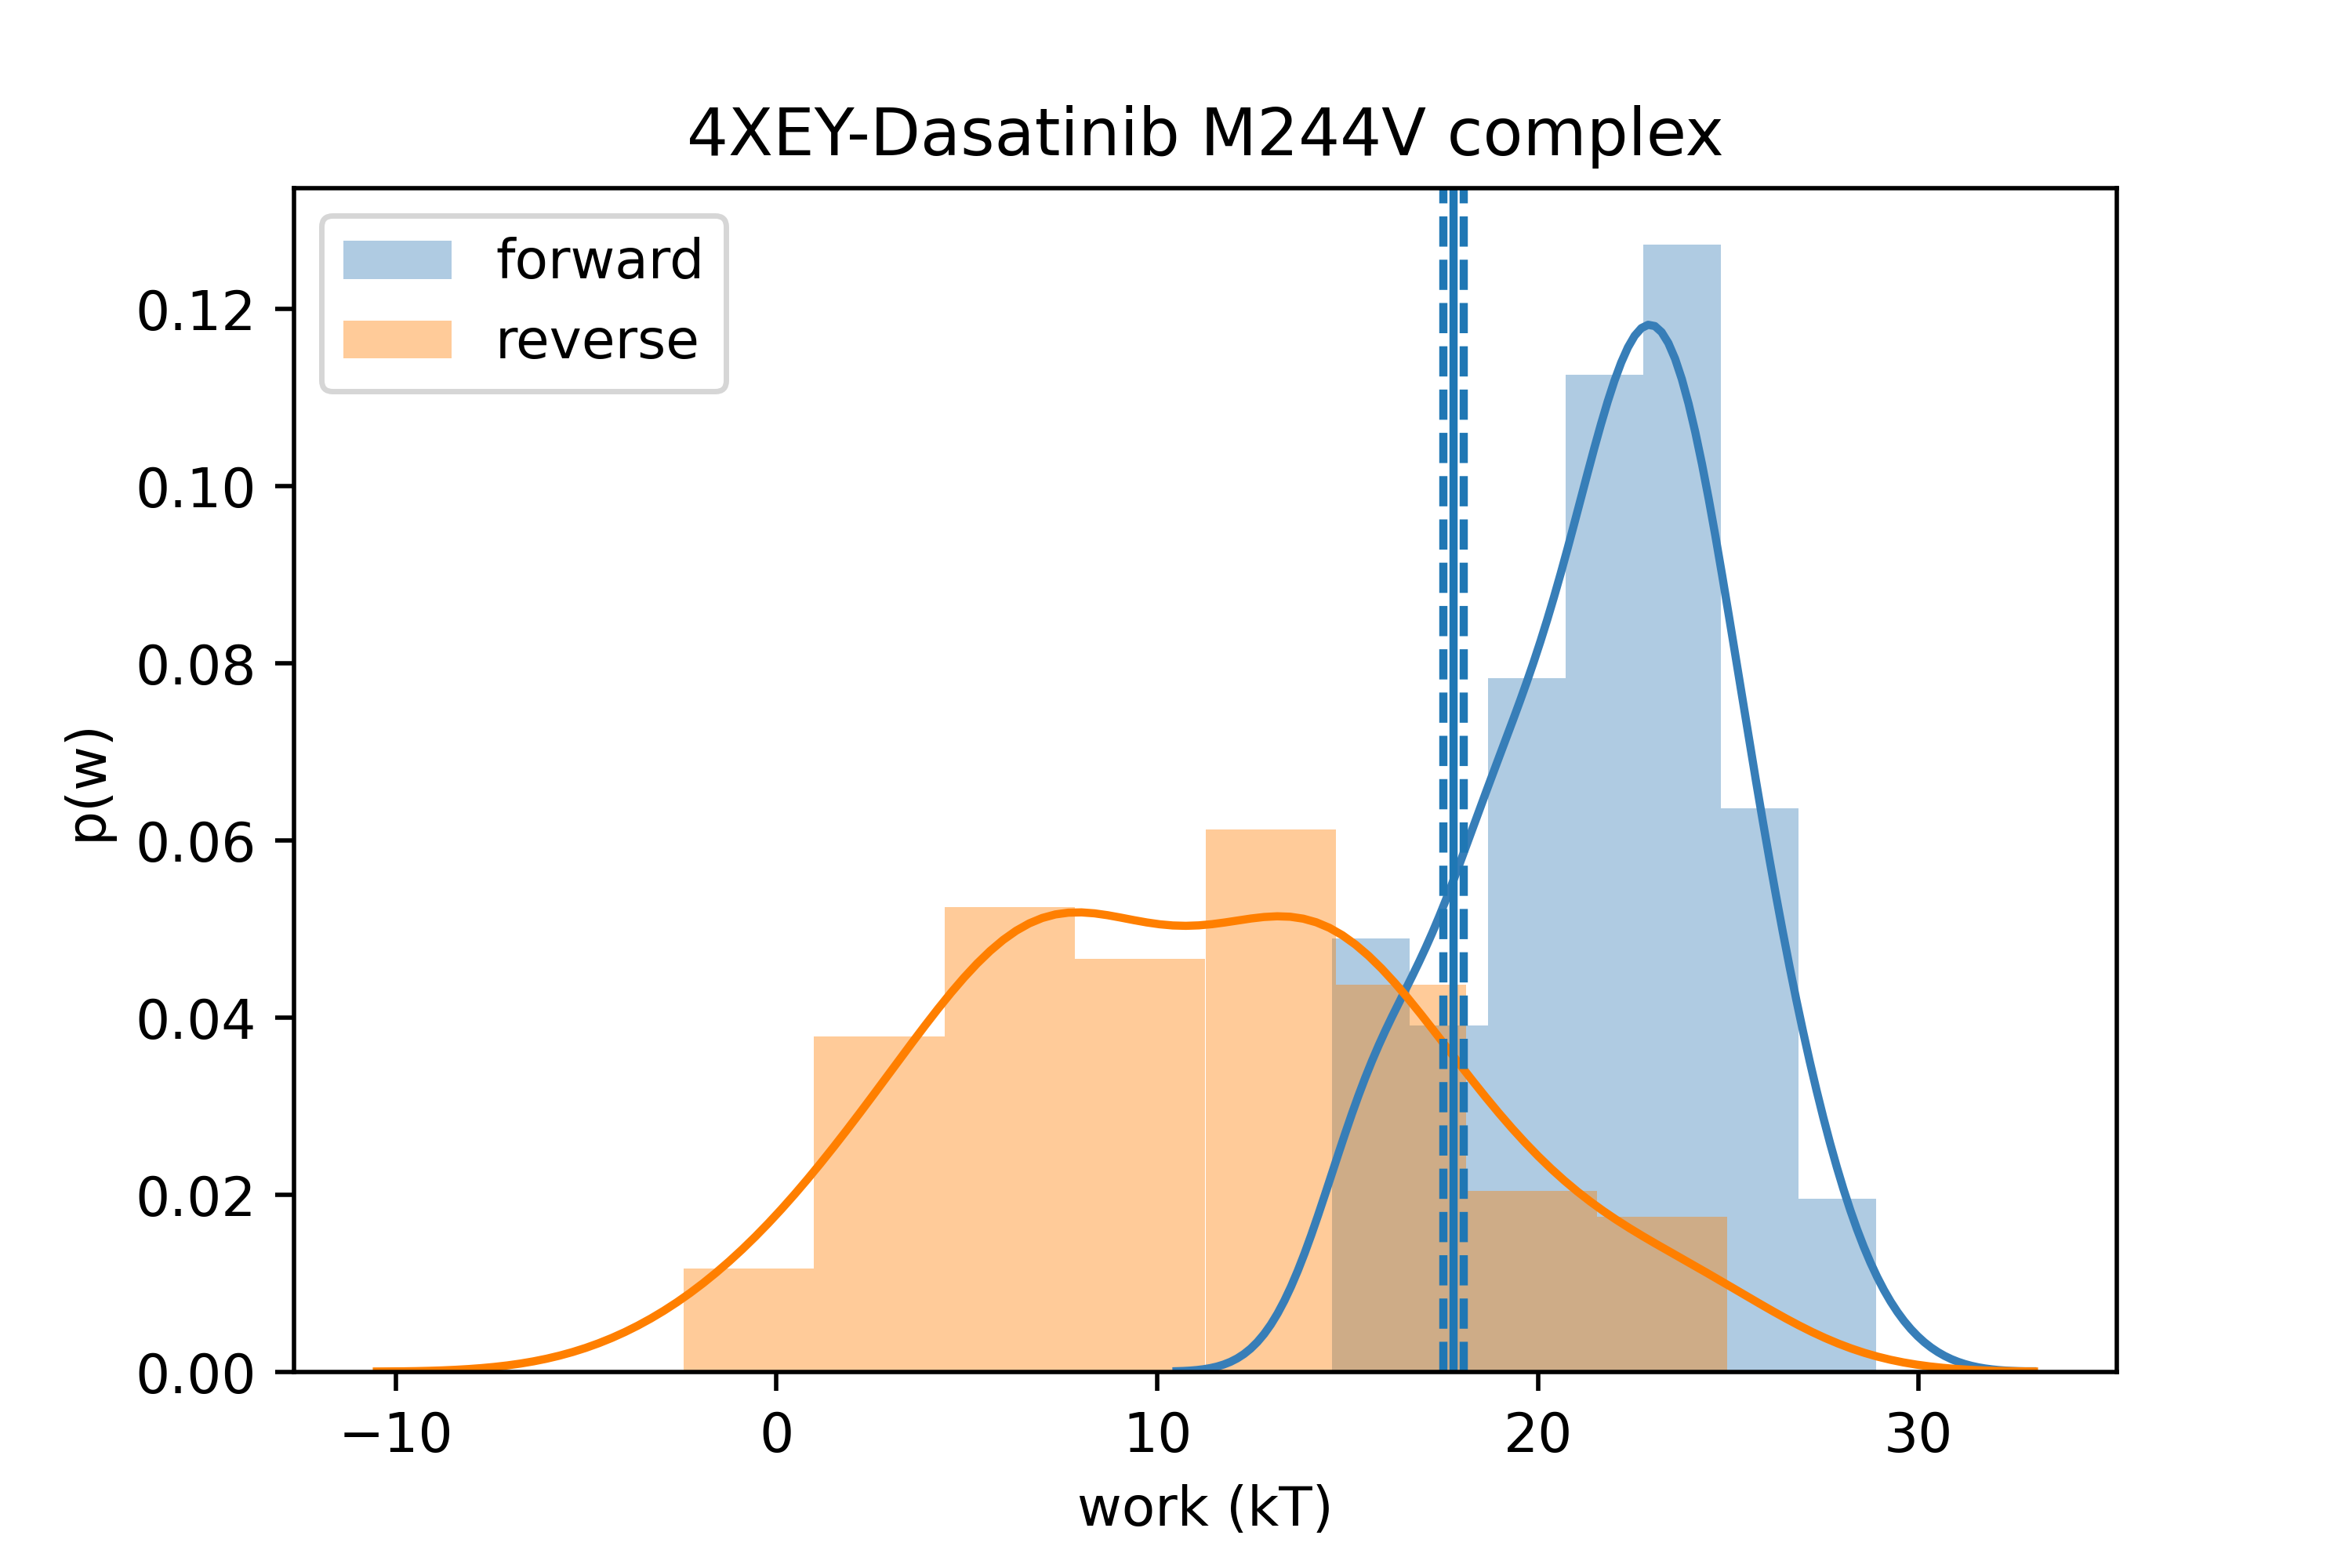 4XEY-Dasatinib M244V complex
forward
reverse
p(w)
0.12
0.10
0.08
0.06
0.04
0.02
0.00
−10 0 10 20 30
work (kT)